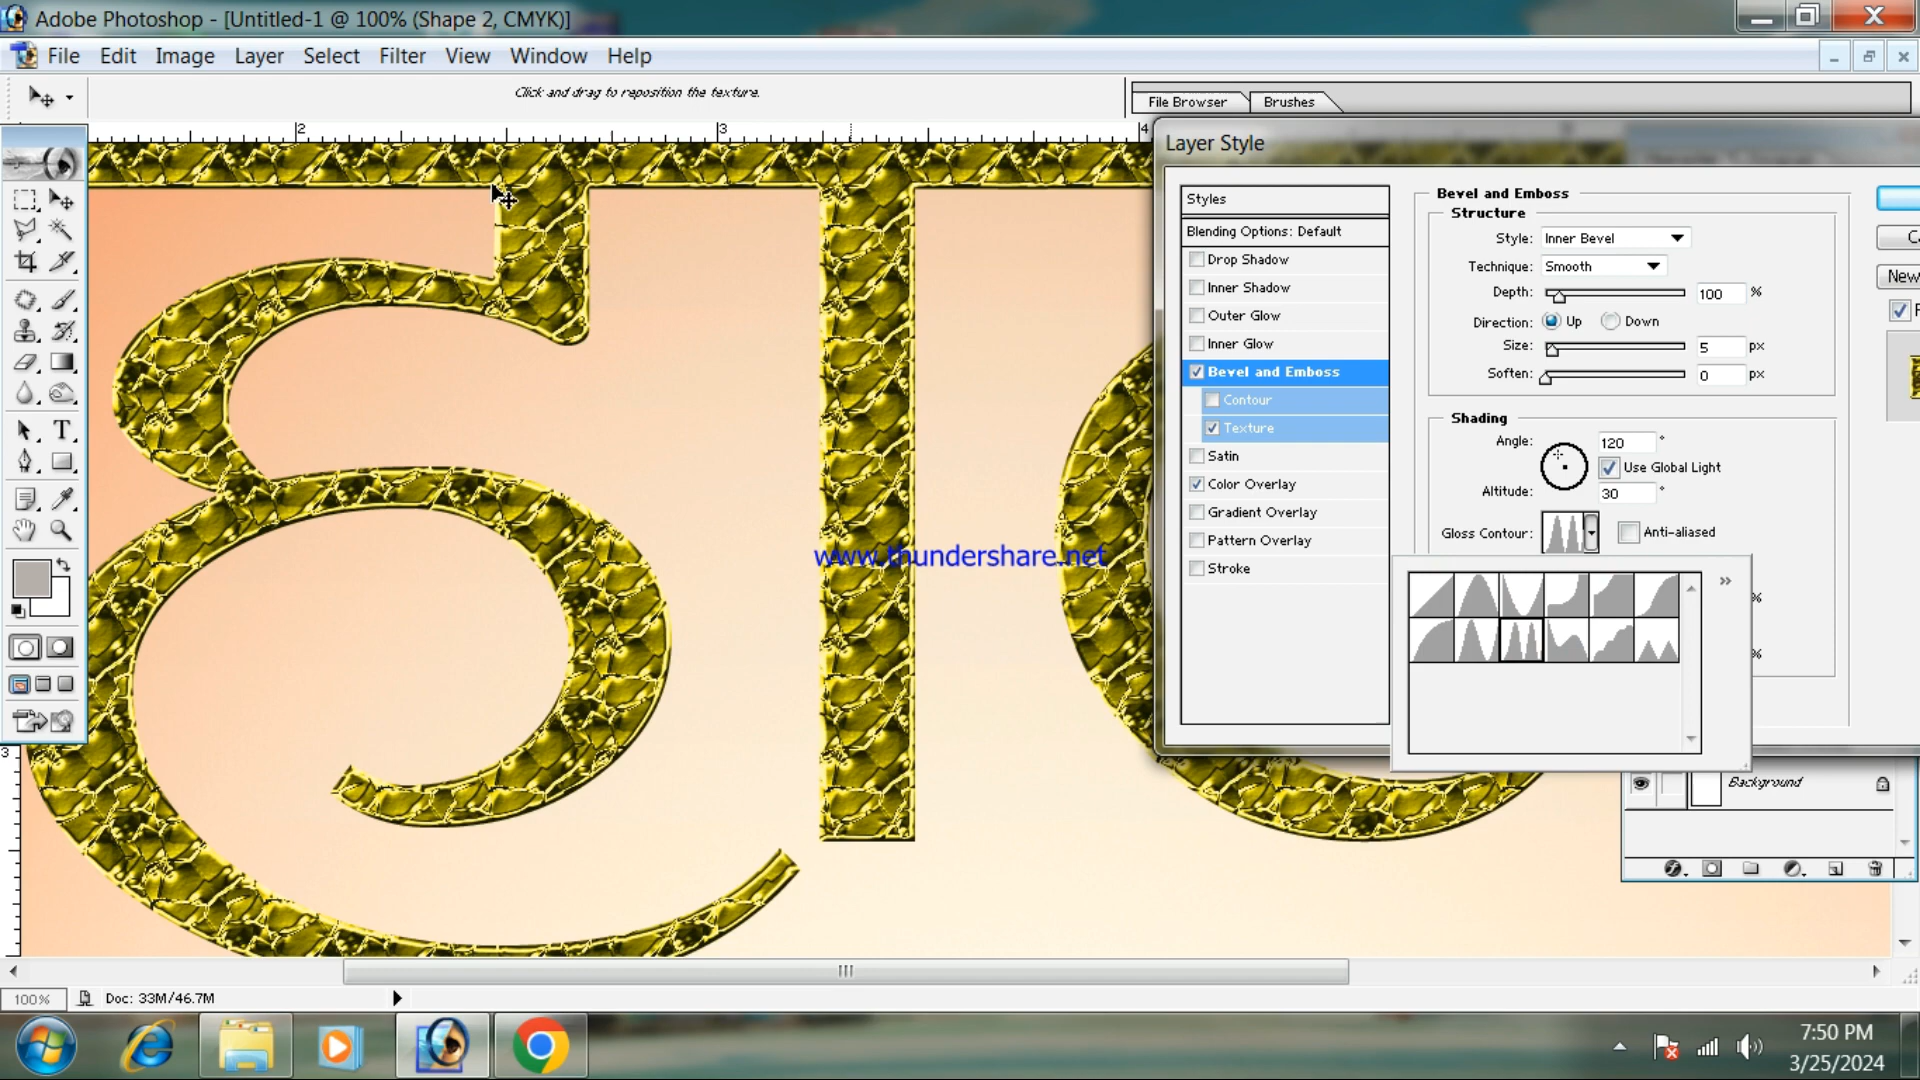 Adobe Photoshop - [Untitled-1 @ 100% (Shape 2, CMYK)]
File Edit Image Layer Select Filter View Window Help
Click and drag to reposition the texture.
File Browser Brushes
2 3 4
Layer Style
Styles
Blending Options: Default
Drop Shadow
Inner Shadow
Outer Glow
Inner Glow
Bevel and Emboss
Contour
Texture
Satin
Color Overlay
Gradient Overlay
Pattern Overlay
Stroke
Bevel and Emboss
Structure
Style: Inner Bevel
Technique: Smooth
Depth: 100 %
Direction: Up Down
Size: 5 px
Soften: 0 px
Shading
Angle: 120 °
Use Global Light
Altitude: 30 °
Gloss Contour: Anti-aliased
%
%
New
www.thundershare.net
3
Background
100% Doc: 33M/46.7M
7:50 PM
3/25/2024